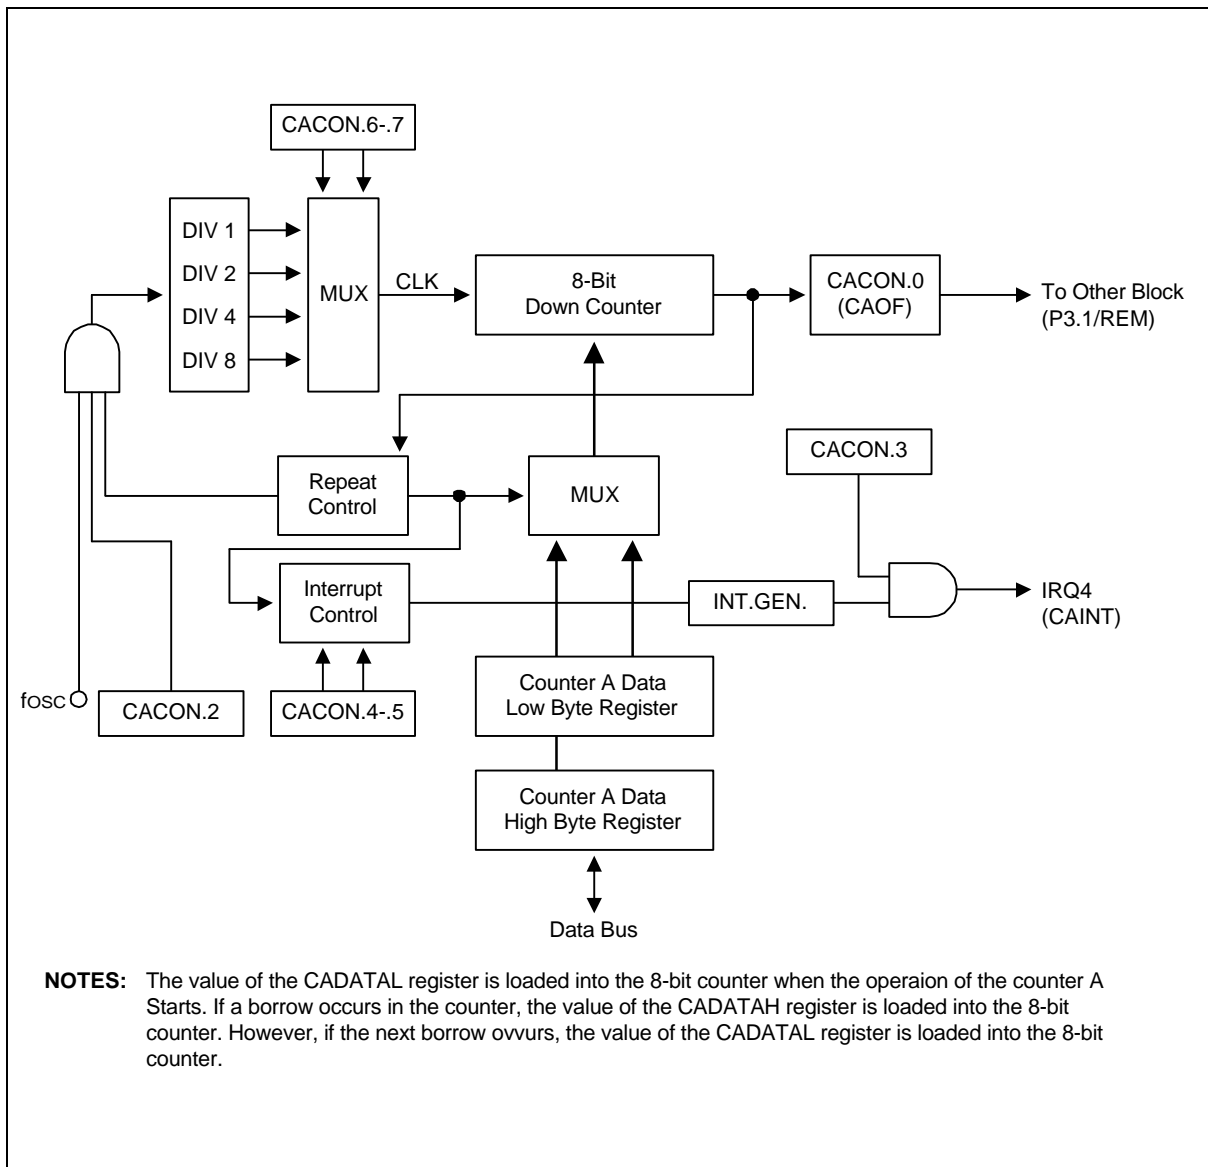 CACON.6-.7
DIV 1
DIV 2
DIV 4
DIV 8
MUX
CLK
8-Bit
Down Counter
CACON.0
(CAOF)
To Other Block
(P3.1/REM)
CACON.3
Repeat
Control
MUX
Interrupt
Control
INT.GEN.
IRQ4
(CAINT)
fosc
CACON.2
CACON.4-.5
Counter A Data
Low Byte Register
Counter A Data
High Byte Register
Data Bus
NOTES: The value of the CADATAL register is loaded into the 8-bit counter when the operaion of the counter A
Starts. If a borrow occurs in the counter, the value of the CADATAH register is loaded into the 8-bit
counter. However, if the next borrow ovvurs, the value of the CADATAL register is loaded into the 8-bit
counter.